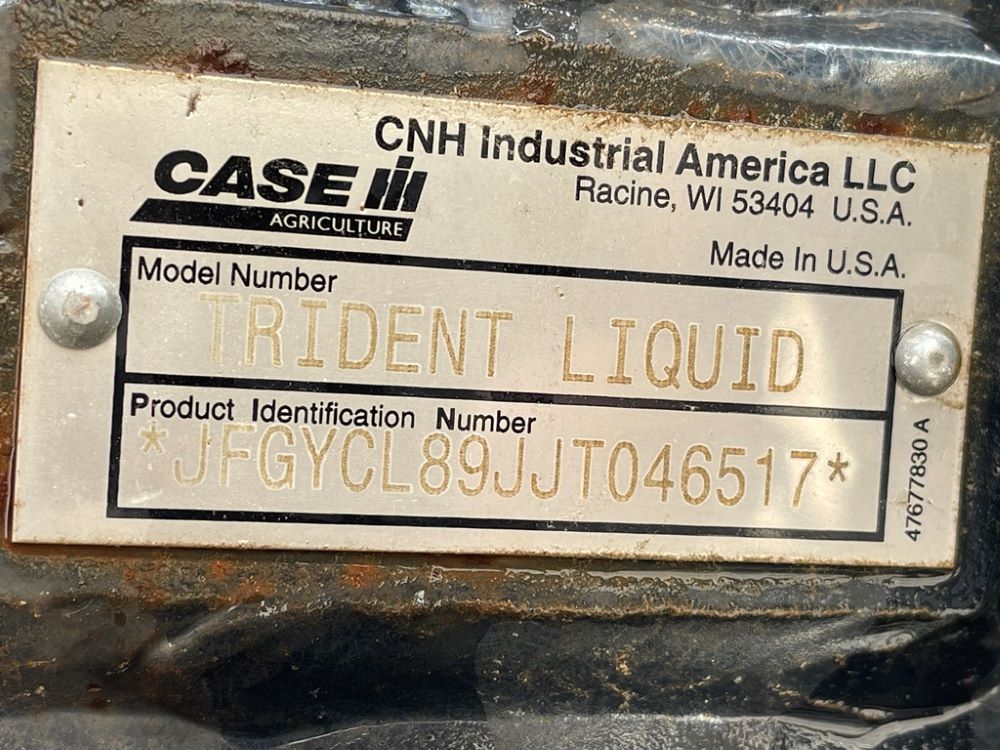 CNH Industrial America LLC
Racine, WI 53404 U.S.A.
CASE IH
AGRICULTURE
Made In U.S.A.
Model Number
TRIDENT LIQUID
Product Identification Number
*JFGYCL89JJT046517*
47677830 A